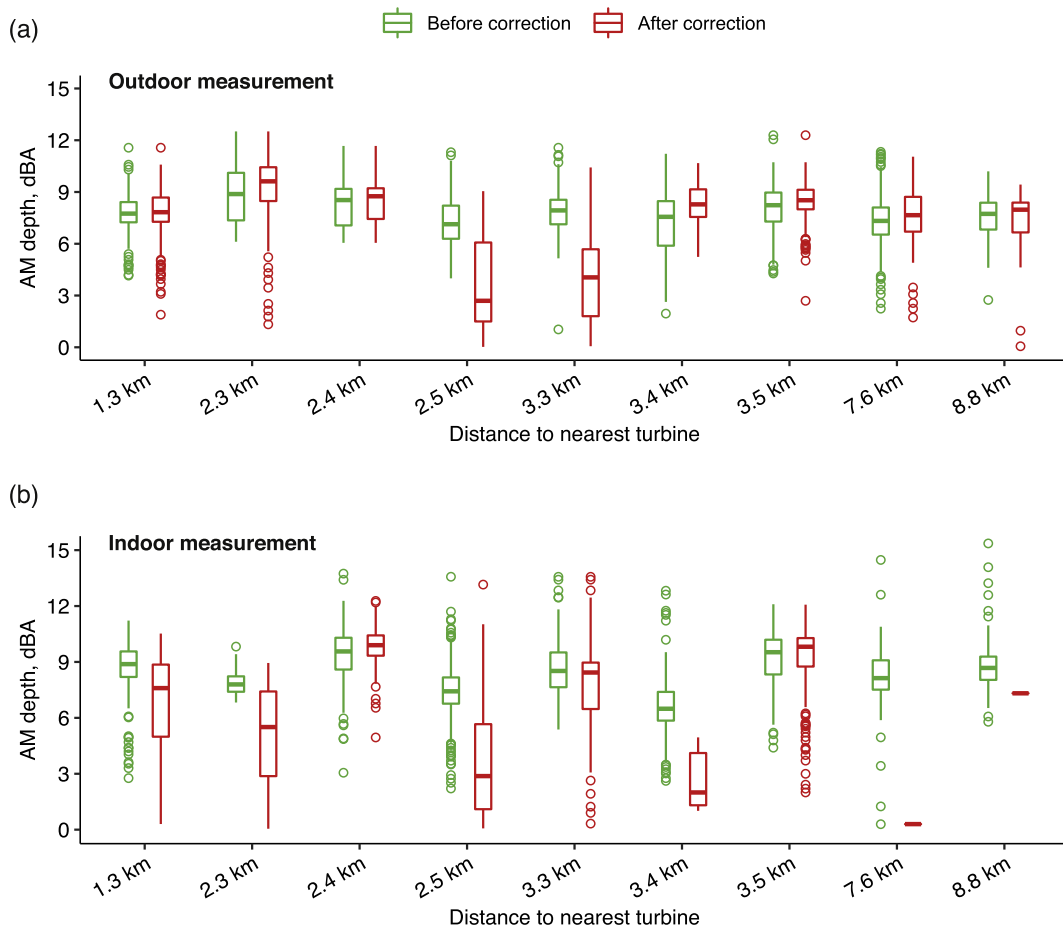 (a)
Before correction After correction
Outdoor measurement
15
12
9
6
3
0
AM depth, dBA
1.3 km 2.3 km 2.4 km 2.5 km 3.3 km 3.4 km 3.5 km 7.6 km 8.8 km
Distance to nearest turbine
(b)
Indoor measurement
15
12
9
6
3
0
AM depth, dBA
1.3 km 2.3 km 2.4 km 2.5 km 3.3 km 3.4 km 3.5 km 7.6 km 8.8 km
Distance to nearest turbine